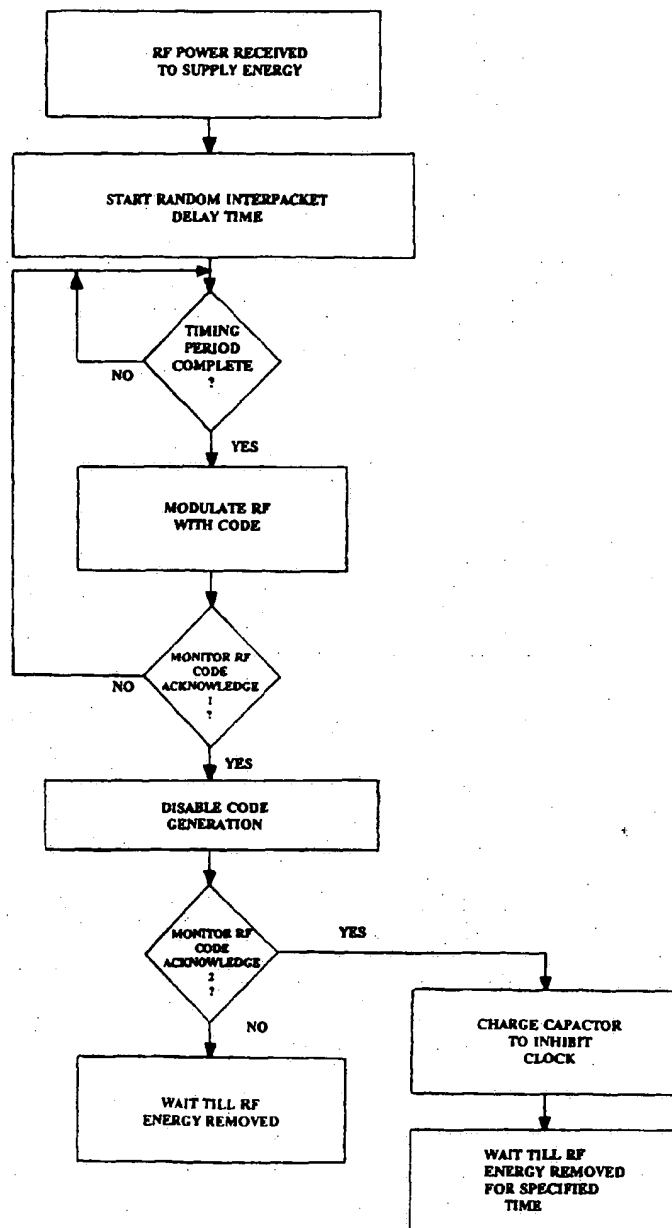 RF POWER RECEIVED
TO SUPPLY ENERGY
START RANDOM INTERPACKET
DELAY TIME
TIMING
PERIOD
COMPLETE
?
NO
YES
MODULATE RF
WITH CODE
MONITOR RF
CODE
ACKNOWLEDGE
1
?
NO
YES
DISABLE CODE
GENERATION
MONITOR RF
CODE
ACKNOWLEDGE
2
?
YES
NO
CHARGE CAPACTOR
TO INHIBIT
CLOCK
WAIT TILL RF
ENERGY REMOVED
WAIT TILL RF
ENERGY REMOVED
FOR SPECIFIED
TIME